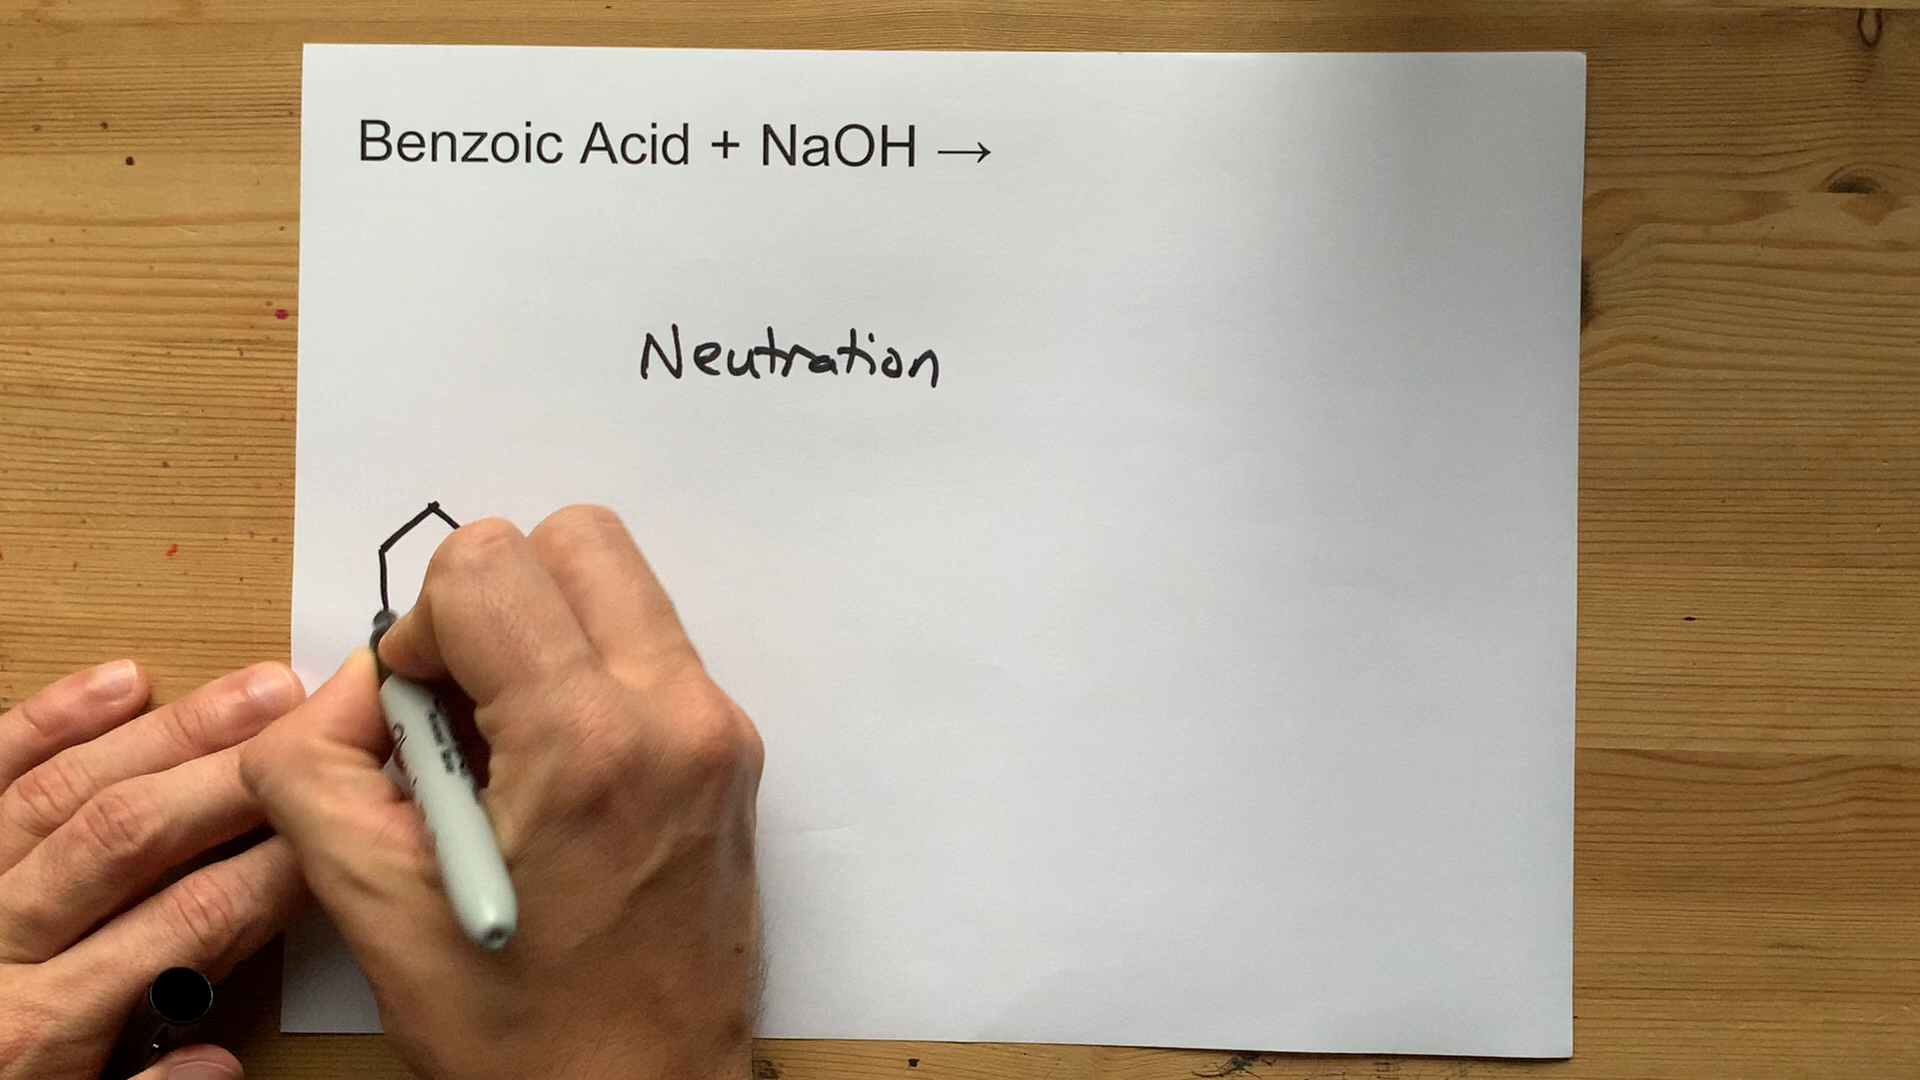 Benzoic Acid + NaOH →
Neutration